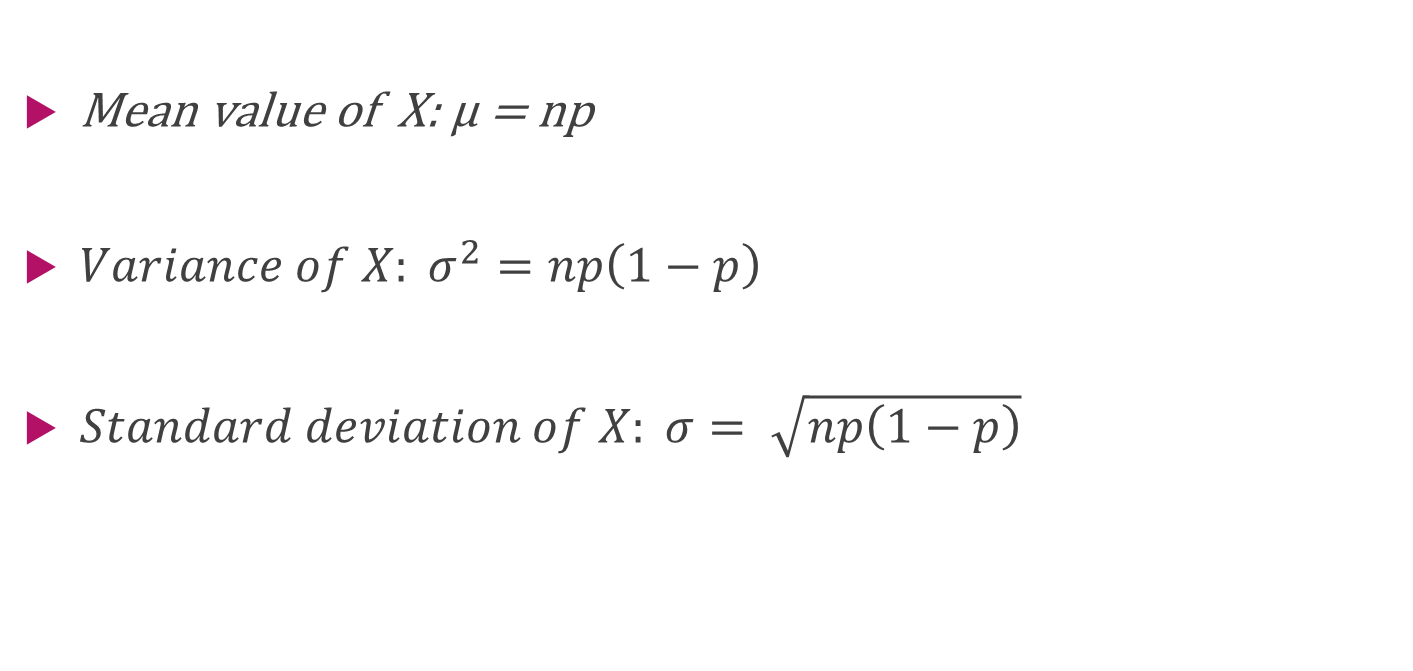 Mean value of X: μ = np
Variance of X: σ² = np(1 − p)
Standard deviation of X: σ = √np(1 − p)